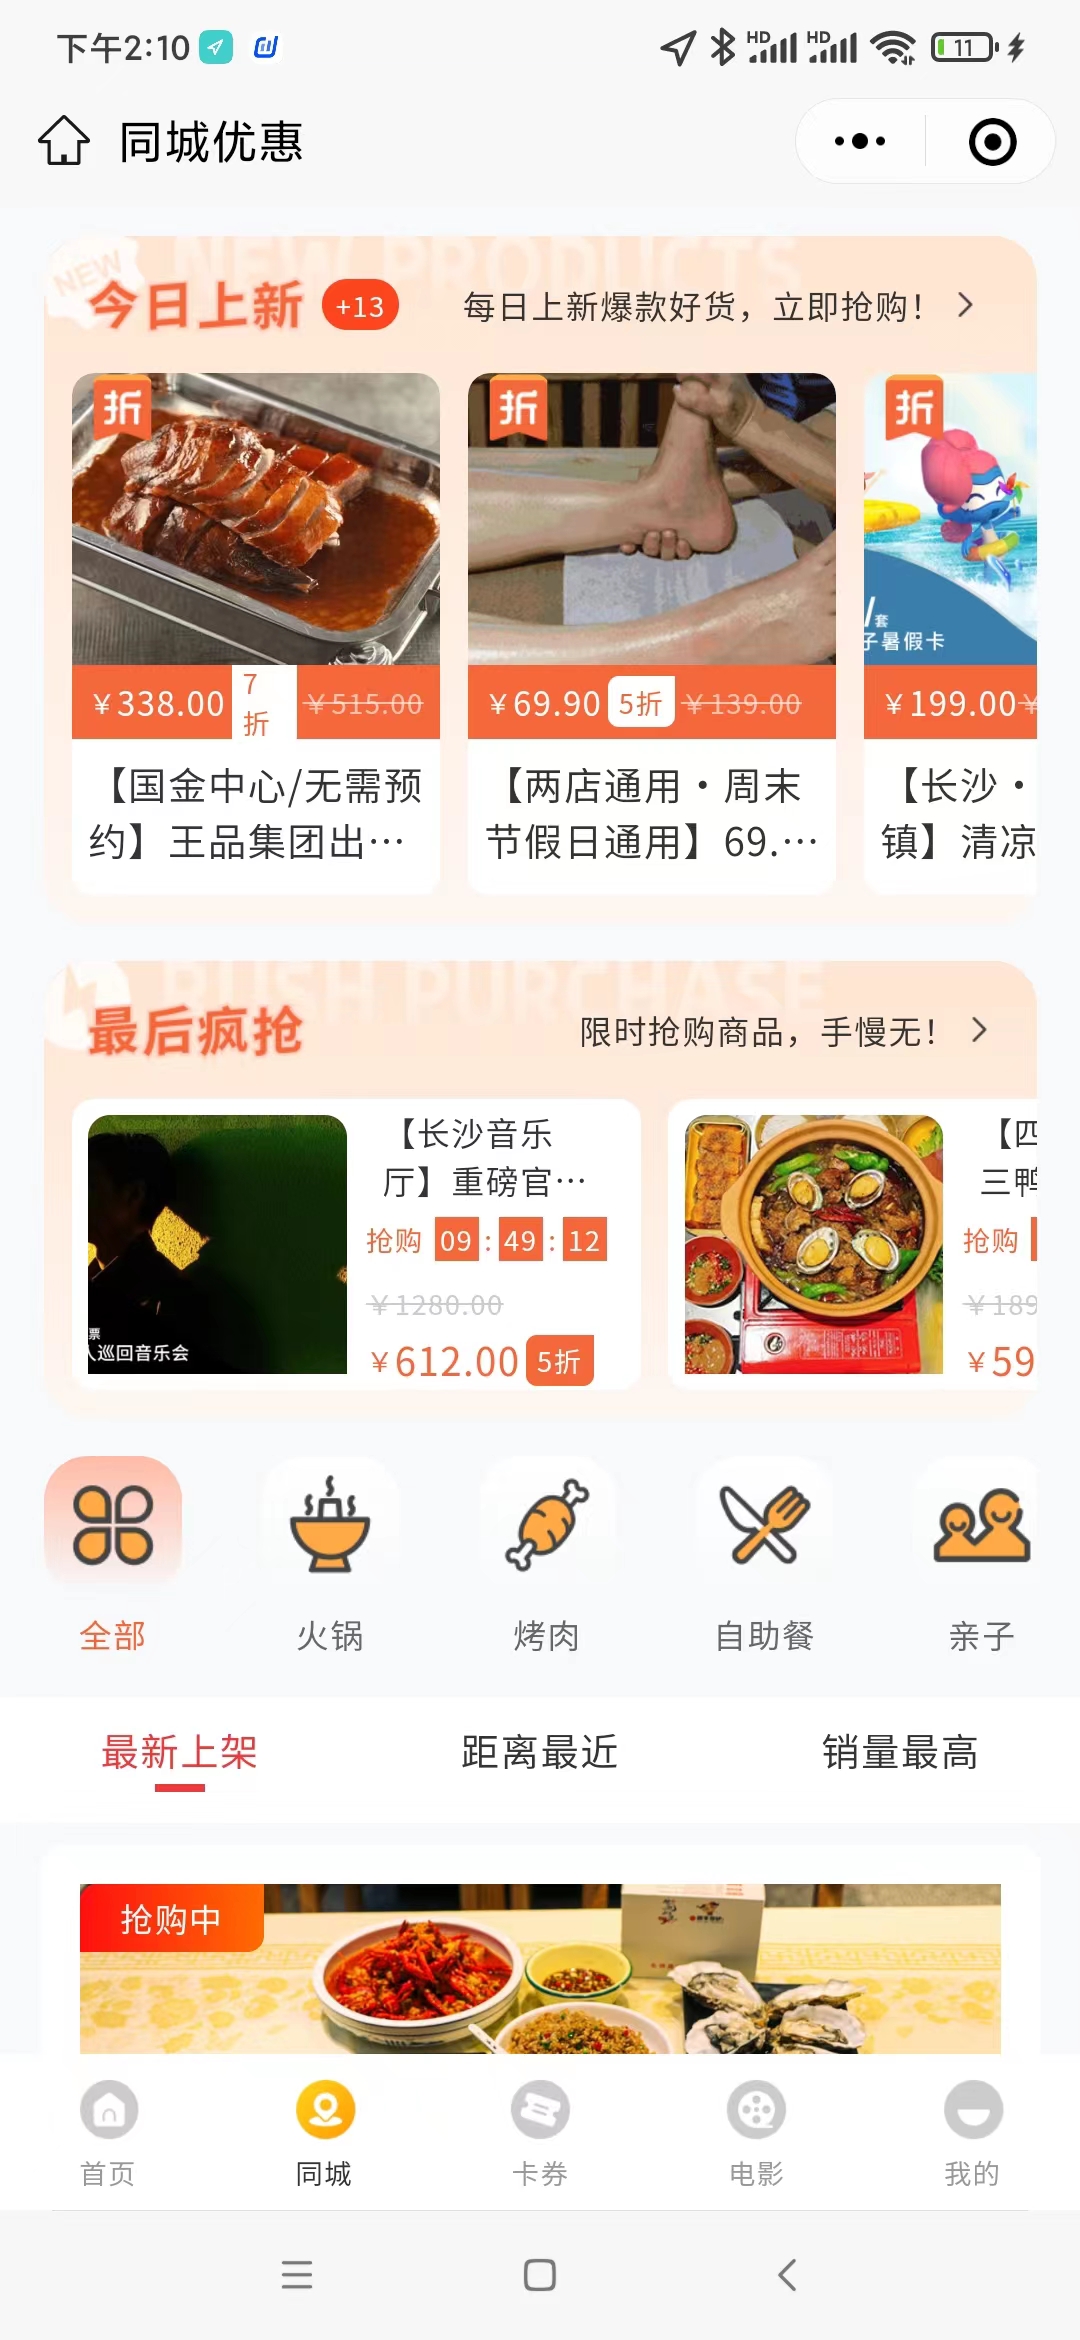 下午2:10
HD
HD
11
同城优惠
NEW PRODUCTS
NEW
今日上新
+13
每日上新爆款好货，立即抢购！
折
折
折
套
子暑假卡
￥338.00
7折
￥515.00
￥69.90
5折
￥139.00
￥199.00
【国金中心/无需预
约】王品集团出…
【两店通用·周末
节假日通用】69.…
【长沙·
镇】清凉
RUSH PURCHASE
最后疯抢
限时抢购商品，手慢无！
【长沙音乐
厅】重磅官…
抢购 09 : 49 : 12
￥1280.00
￥612.00
5折
票
人巡回音乐会
【四
三鸭
抢购
￥189
￥59
全部
火锅
烤肉
自助餐
亲子
最新上架
距离最近
销量最高
抢购中
首页
同城
卡券
电影
我的